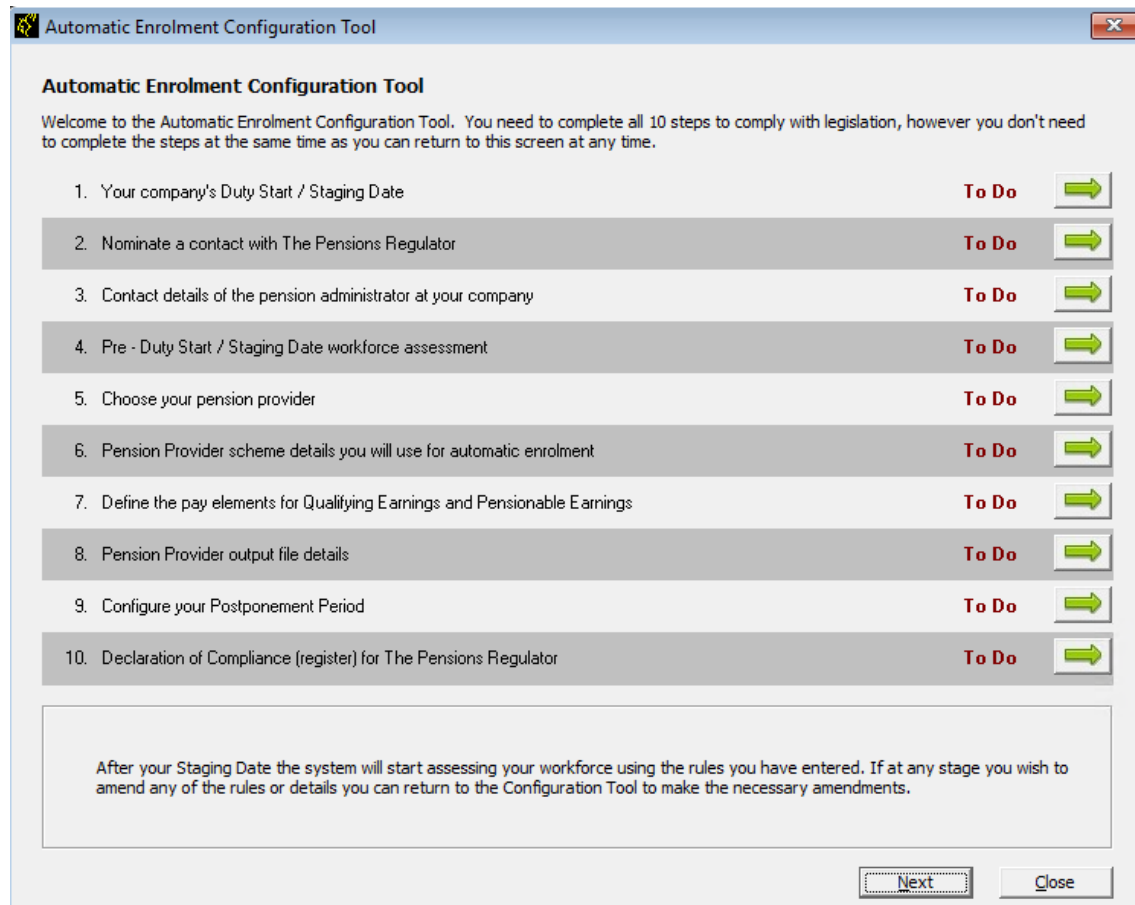 Automatic Enrolment Configuration Tool
Automatic Enrolment Configuration Tool
Welcome to the Automatic Enrolment Configuration Tool.  You need to complete all 10 steps to comply with legislation, however you don't need
to complete the steps at the same time as you can return to this screen at any time.
1. Your company's Duty Start / Staging Date To Do
2. Nominate a contact with The Pensions Regulator To Do
3. Contact details of the pension administrator at your company To Do
4. Pre - Duty Start / Staging Date workforce assessment To Do
5. Choose your pension provider To Do
6. Pension Provider scheme details you will use for automatic enrolment To Do
7. Define the pay elements for Qualifying Earnings and Pensionable Earnings To Do
8. Pension Provider output file details To Do
9. Configure your Postponement Period To Do
10. Declaration of Compliance (register) for The Pensions Regulator To Do
After your Staging Date the system will start assessing your workforce using the rules you have entered. If at any stage you wish to
amend any of the rules or details you can return to the Configuration Tool to make the necessary amendments.
Next Close